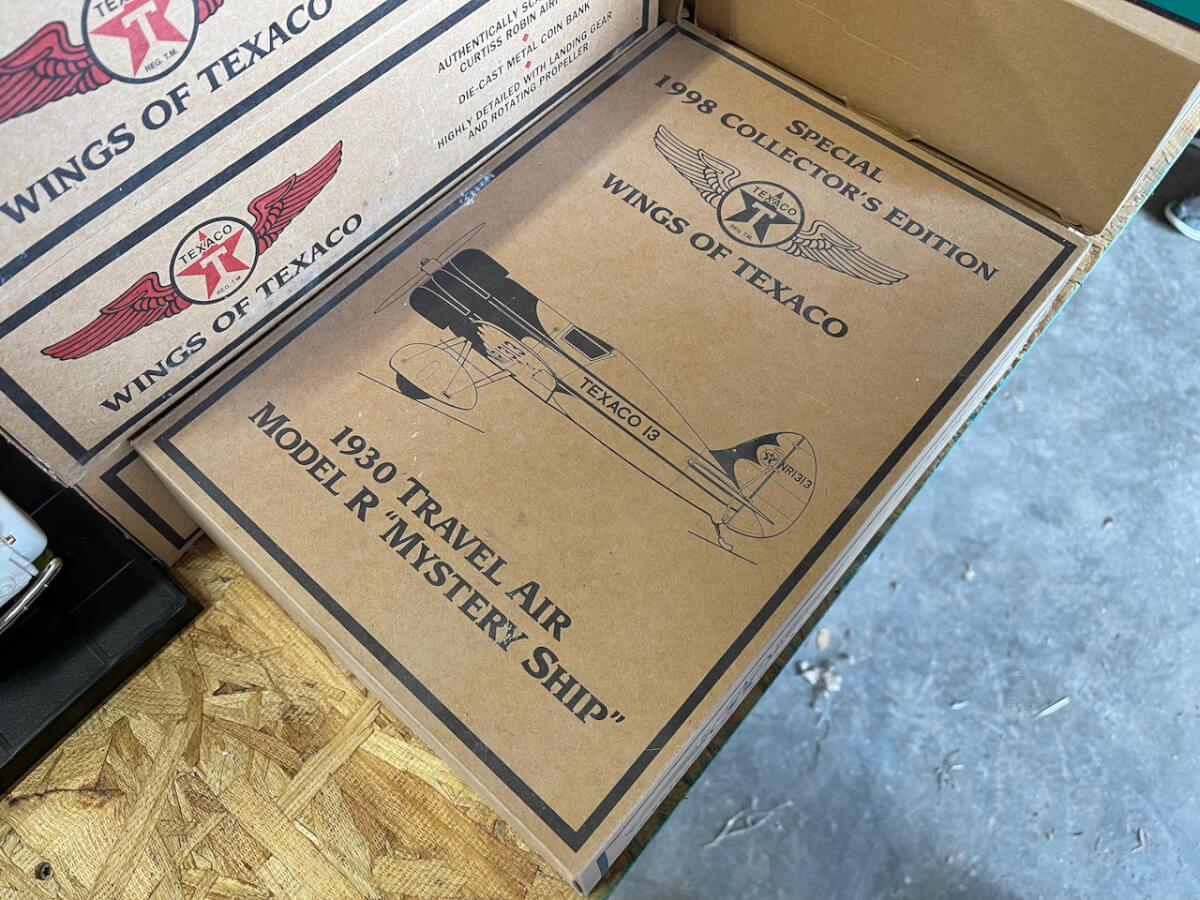 TEXACO
T
REG. T.M.
WINGS OF TEXACO
AUTHENTICALLY
CURTISS ROBIN
DIE-CAST METAL COIN BANK
HIGHLY DETAILED WITH LANDING GEAR
AND ROTATING PROPELLER
TEXACO
T
REG. T.M.
WINGS OF TEXACO
SPECIAL
1998 COLLECTOR'S EDITION
TEXACO
T
REG. T.M.
WINGS OF TEXACO
TEXACO 13
NR1313
1930 TRAVEL AIR
MODEL R "MYSTERY SHIP"